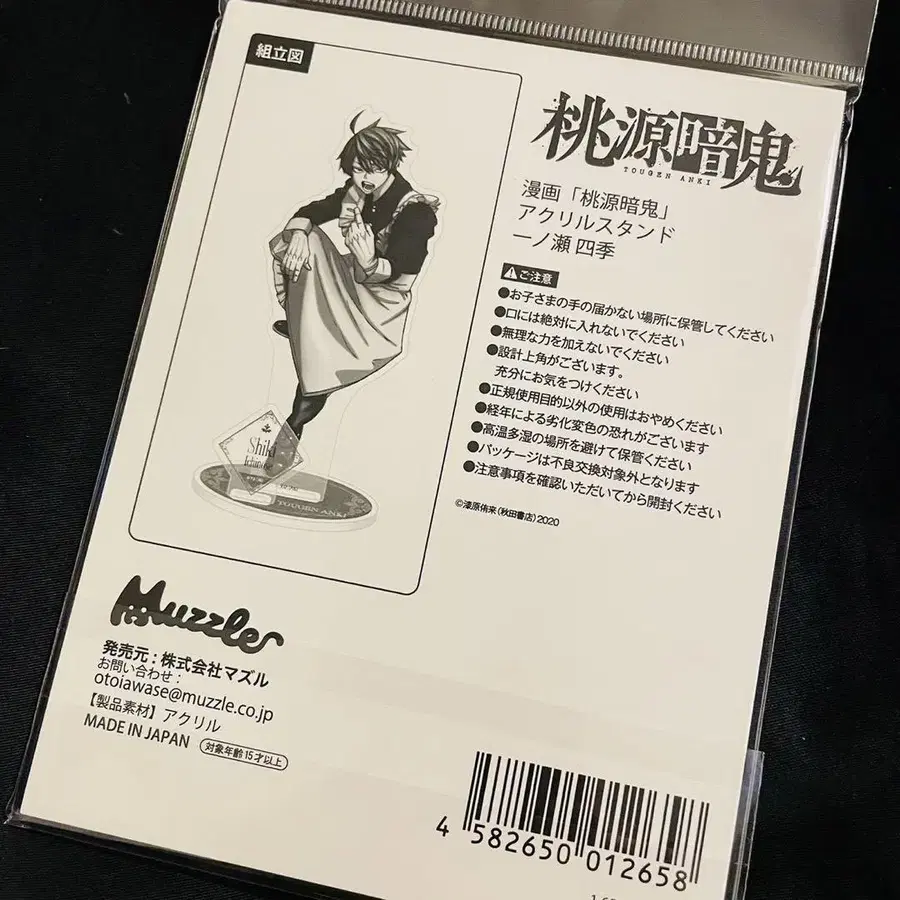 組立図
桃源暗鬼
TOUGEN ANKI
漫画「桃源暗鬼」
アクリルスタンド
一ノ瀬 四季
ご注意
●お子さまの手の届かない場所に保管してください
●口には絶対に入れないでください
●無理な力を加えないでください
●設計上角がございます。
充分にお気をつけください
●正規使用目的以外の使用はおやめください
●経年による劣化変色の恐れがございます
●高温多湿の場所を避けて保管ください
●パッケージは不良交換対象外となります
●注意事項を確認いただいてから開封ください
©漆原侑来(秋田書店)2020
Shiki
Ichinose
TOUGEN ANKI
Muzzle
発売元：株式会社マズル
お問い合わせ：
otoiawase@muzzle.co.jp
【製品素材】アクリル
MADE IN JAPAN
対象年齢15才以上
4 582650 012658